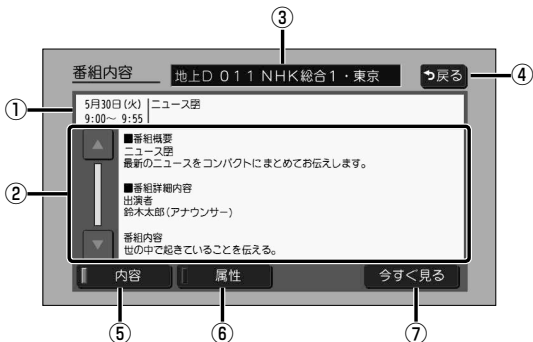 ③
番組内容 地上D 011 NHK総合1・東京 戻る ④
① 5月30日(火) ニュース閉
9:00～ 9:55
② ■番組概要
ニュース閉
最新のニュースをコンパクトにまとめてお伝えします。
■番組詳細内容
出演者
鈴木太郎(アナウンサー)
番組内容
世の中で起きていることを伝える。
内容 属性 今すぐ見る
⑤ ⑥ ⑦